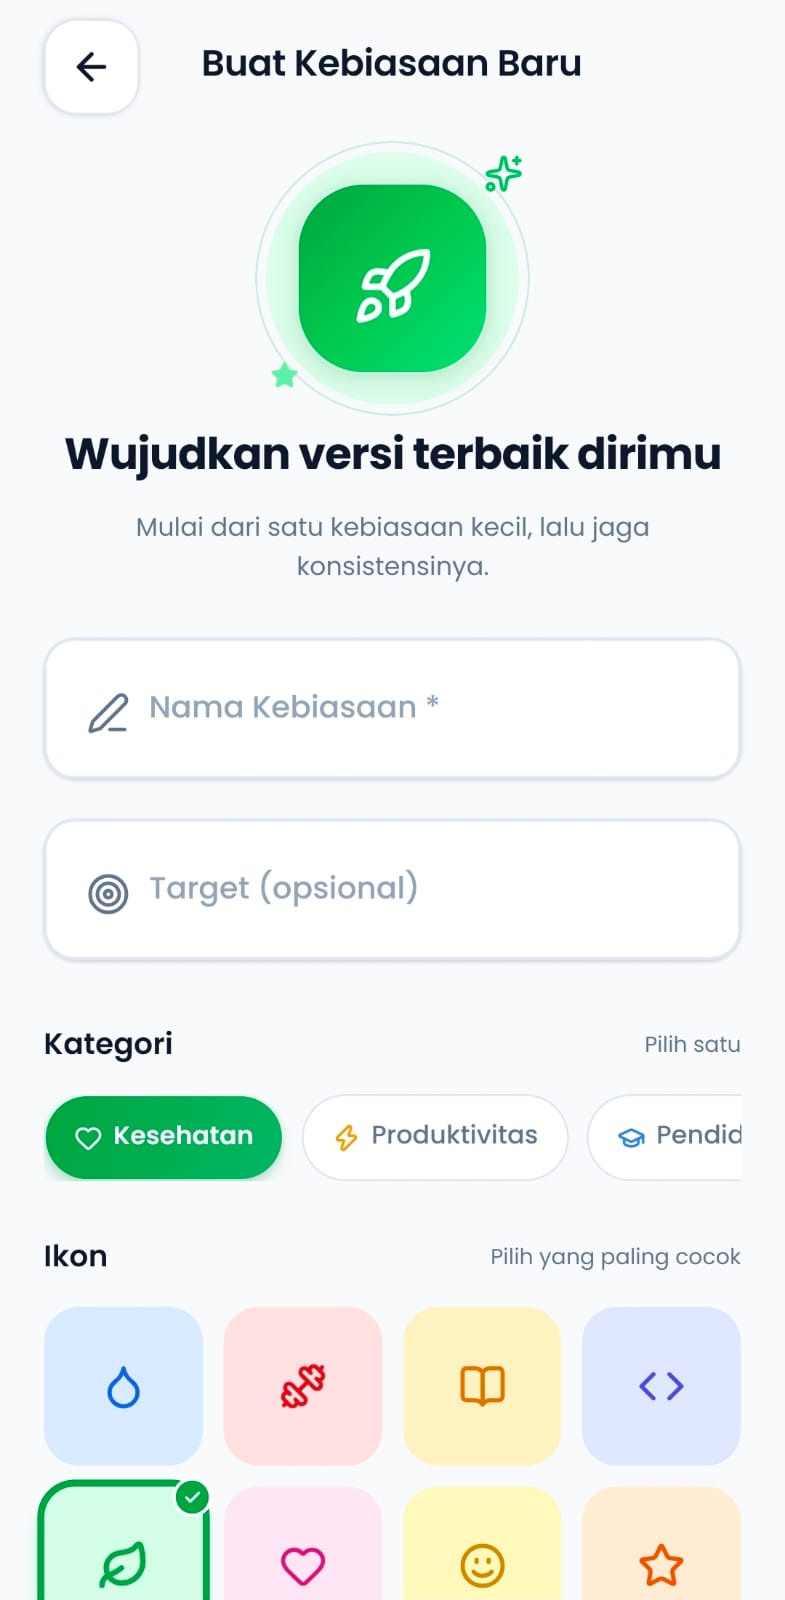 Buat Kebiasaan Baru
Wujudkan versi terbaik dirimu
Mulai dari satu kebiasaan kecil, lalu jaga
konsistensinya.
Nama Kebiasaan *
Target (opsional)
Kategori
Pilih satu
Kesehatan
Produktivitas
Pendid
Ikon
Pilih yang paling cocok